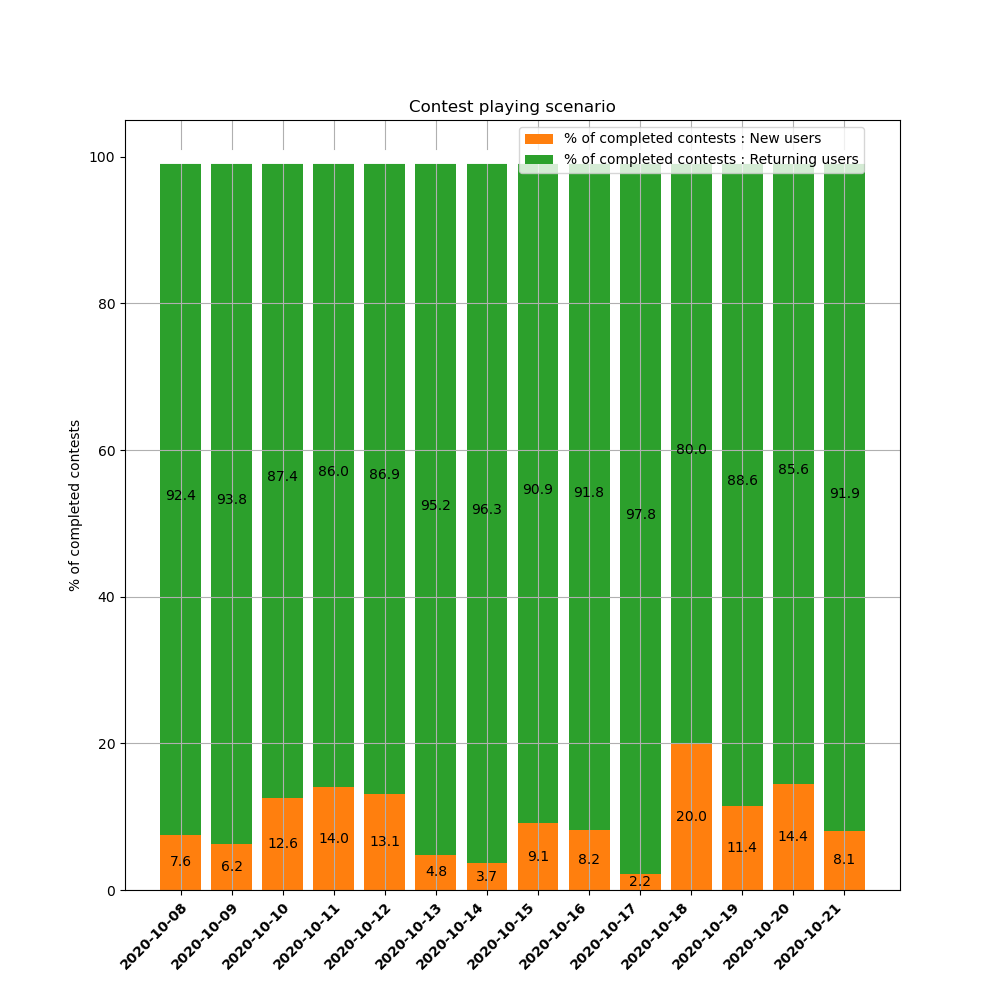 Contest playing scenario
% of completed contests : New users
% of completed contests : Returning users
% of completed contests
100
80
60
40
20
0
92.4 93.8 87.4 86.0 86.9 95.2 96.3 90.9 91.8 97.8 80.0 88.6 85.6 91.9
7.6 6.2 12.6 14.0 13.1 4.8 3.7 9.1 8.2 2.2 20.0 11.4 14.4 8.1
2020-10-08 2020-10-09 2020-10-10 2020-10-11 2020-10-12 2020-10-13 2020-10-14 2020-10-15 2020-10-16 2020-10-17 2020-10-18 2020-10-19 2020-10-20 2020-10-21